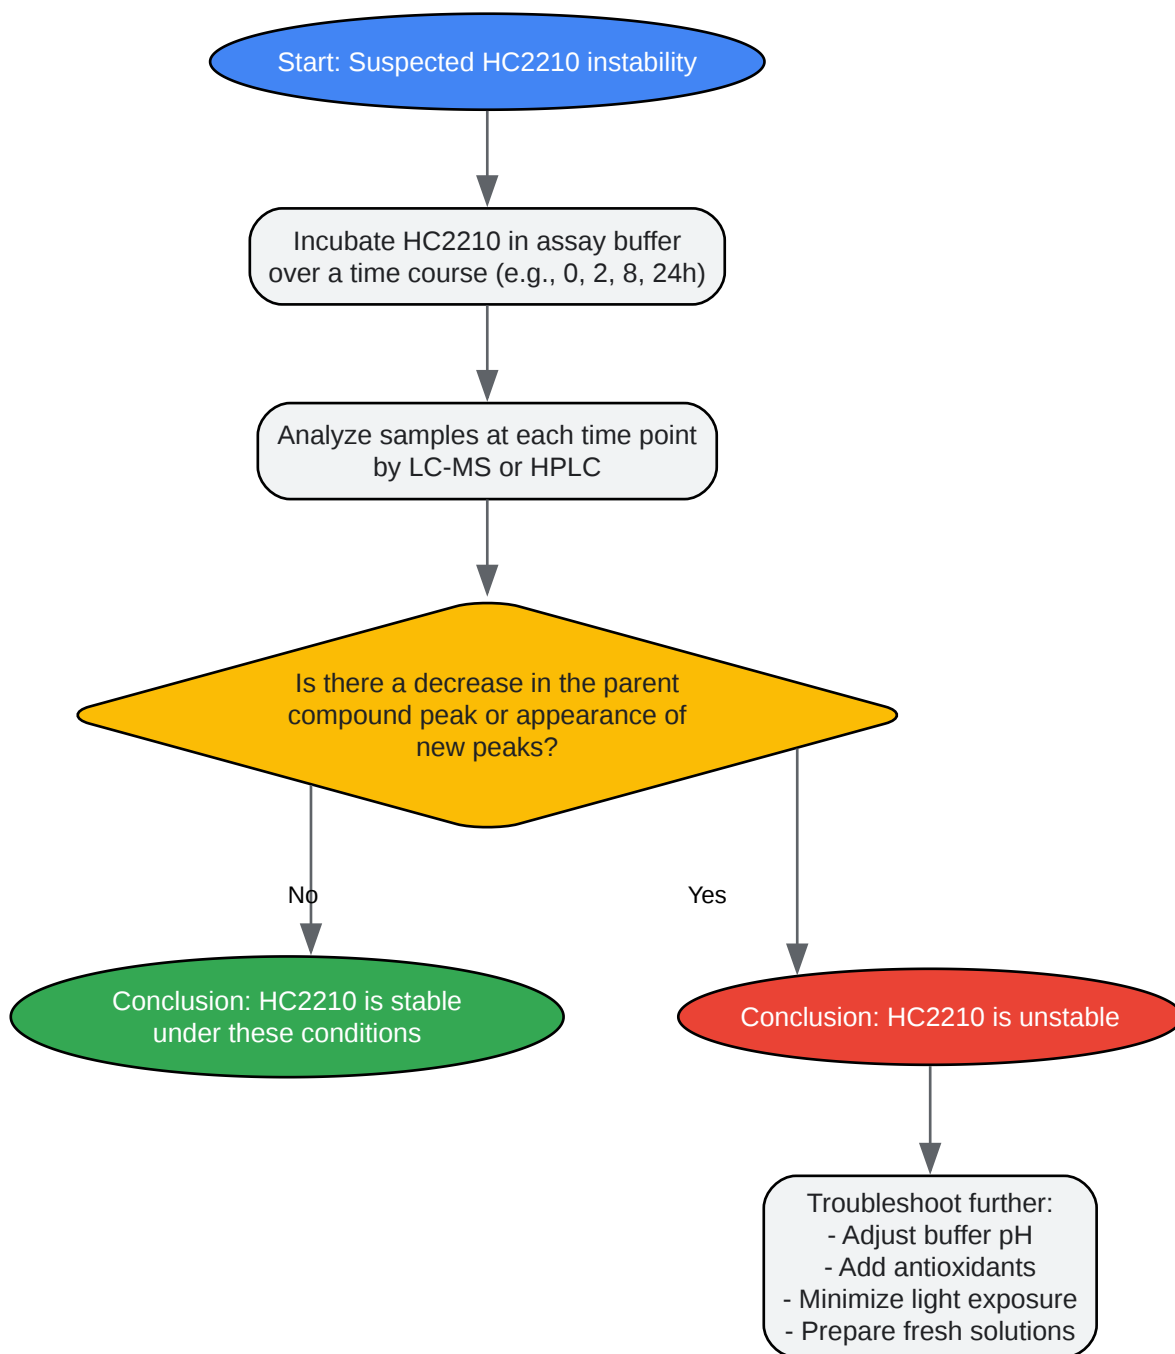 Start: Suspected HC2210 instability
Incubate HC2210 in assay buffer
over a time course (e.g., 0, 2, 8, 24h)
Analyze samples at each time point
by LC-MS or HPLC
Is there a decrease in the parent
compound peak or appearance of
new peaks?
No
Yes
Conclusion: HC2210 is stable
under these conditions
Conclusion: HC2210 is unstable
Troubleshoot further:
- Adjust buffer pH
- Add antioxidants
- Minimize light exposure
- Prepare fresh solutions